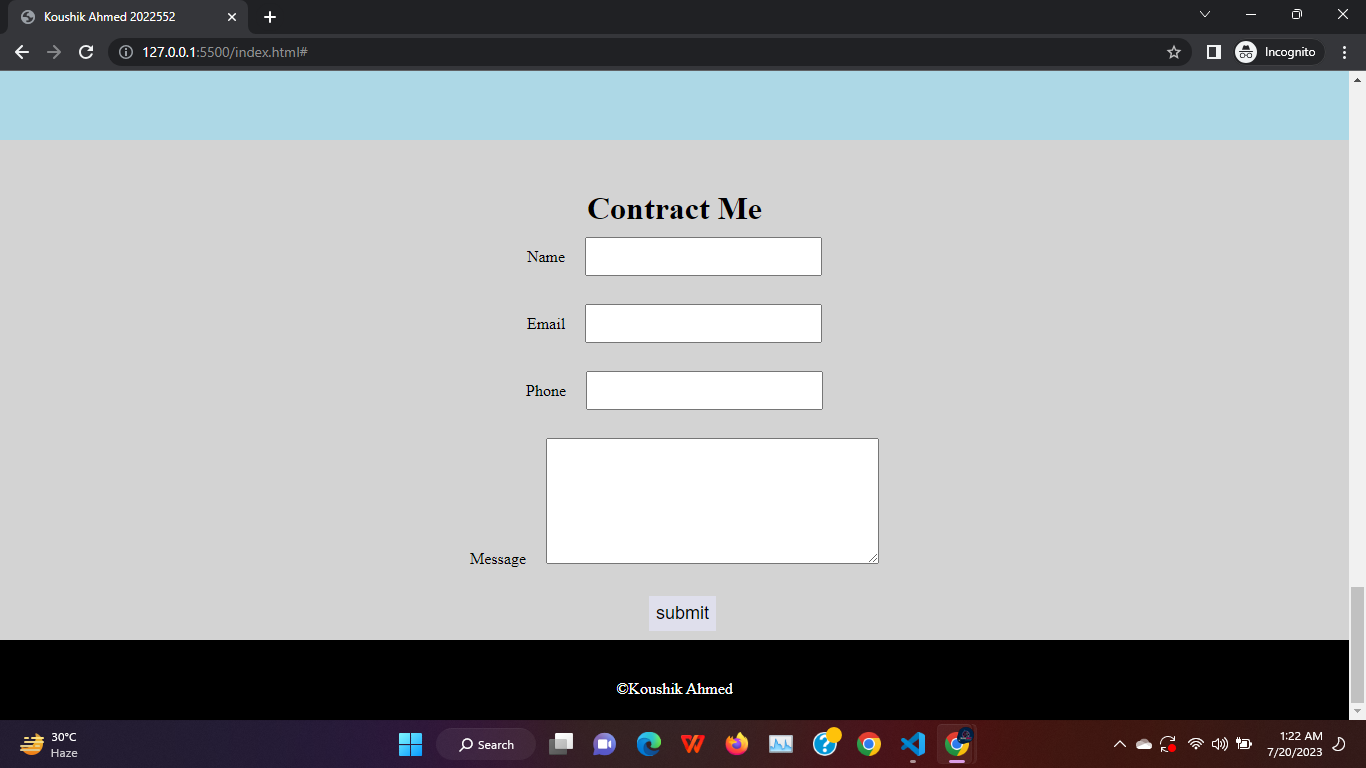 Koushik Ahmed 2022552
127.0.0.1:5500/index.html#
Incognito
Contract Me
Name
Email
Phone
Message
submit
©Koushik Ahmed
30°C
Haze
Search
1:22 AM
7/20/2023